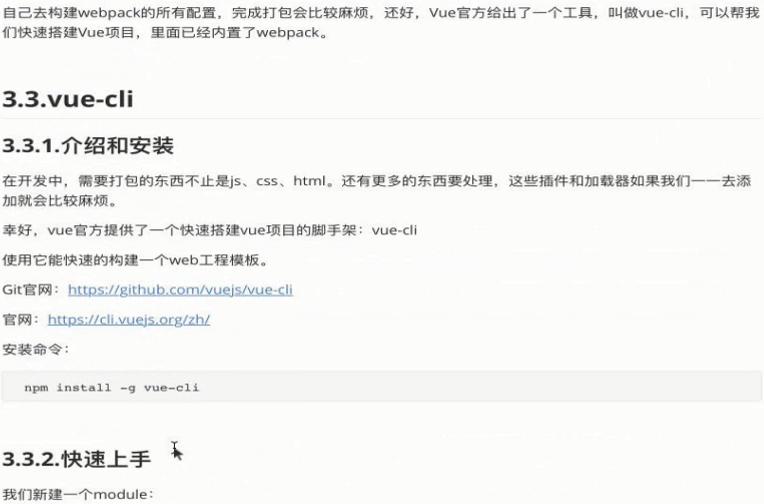 自己去构建webpack的所有配置，完成打包会比较麻烦，还好，Vue官方给出了一个工具，叫做vue-cli，可以帮我
们快速搭建Vue项目，里面已经内置了webpack。
3.3.vue-cli
3.3.1.介绍和安装
在开发中，需要打包的东西不止是js、css、html。还有更多的东西要处理，这些插件和加载器如果我们一一去添
加就会比较麻烦。
幸好，vue官方提供了一个快速搭建vue项目的脚手架：vue-cli
使用它能快速的构建一个web工程模板。
Git官网：https://github.com/vuejs/vue-cli
官网：https://cli.vuejs.org/zh/
安装命令：
npm install -g vue-cli
3.3.2.快速上手
我们新建一个module：